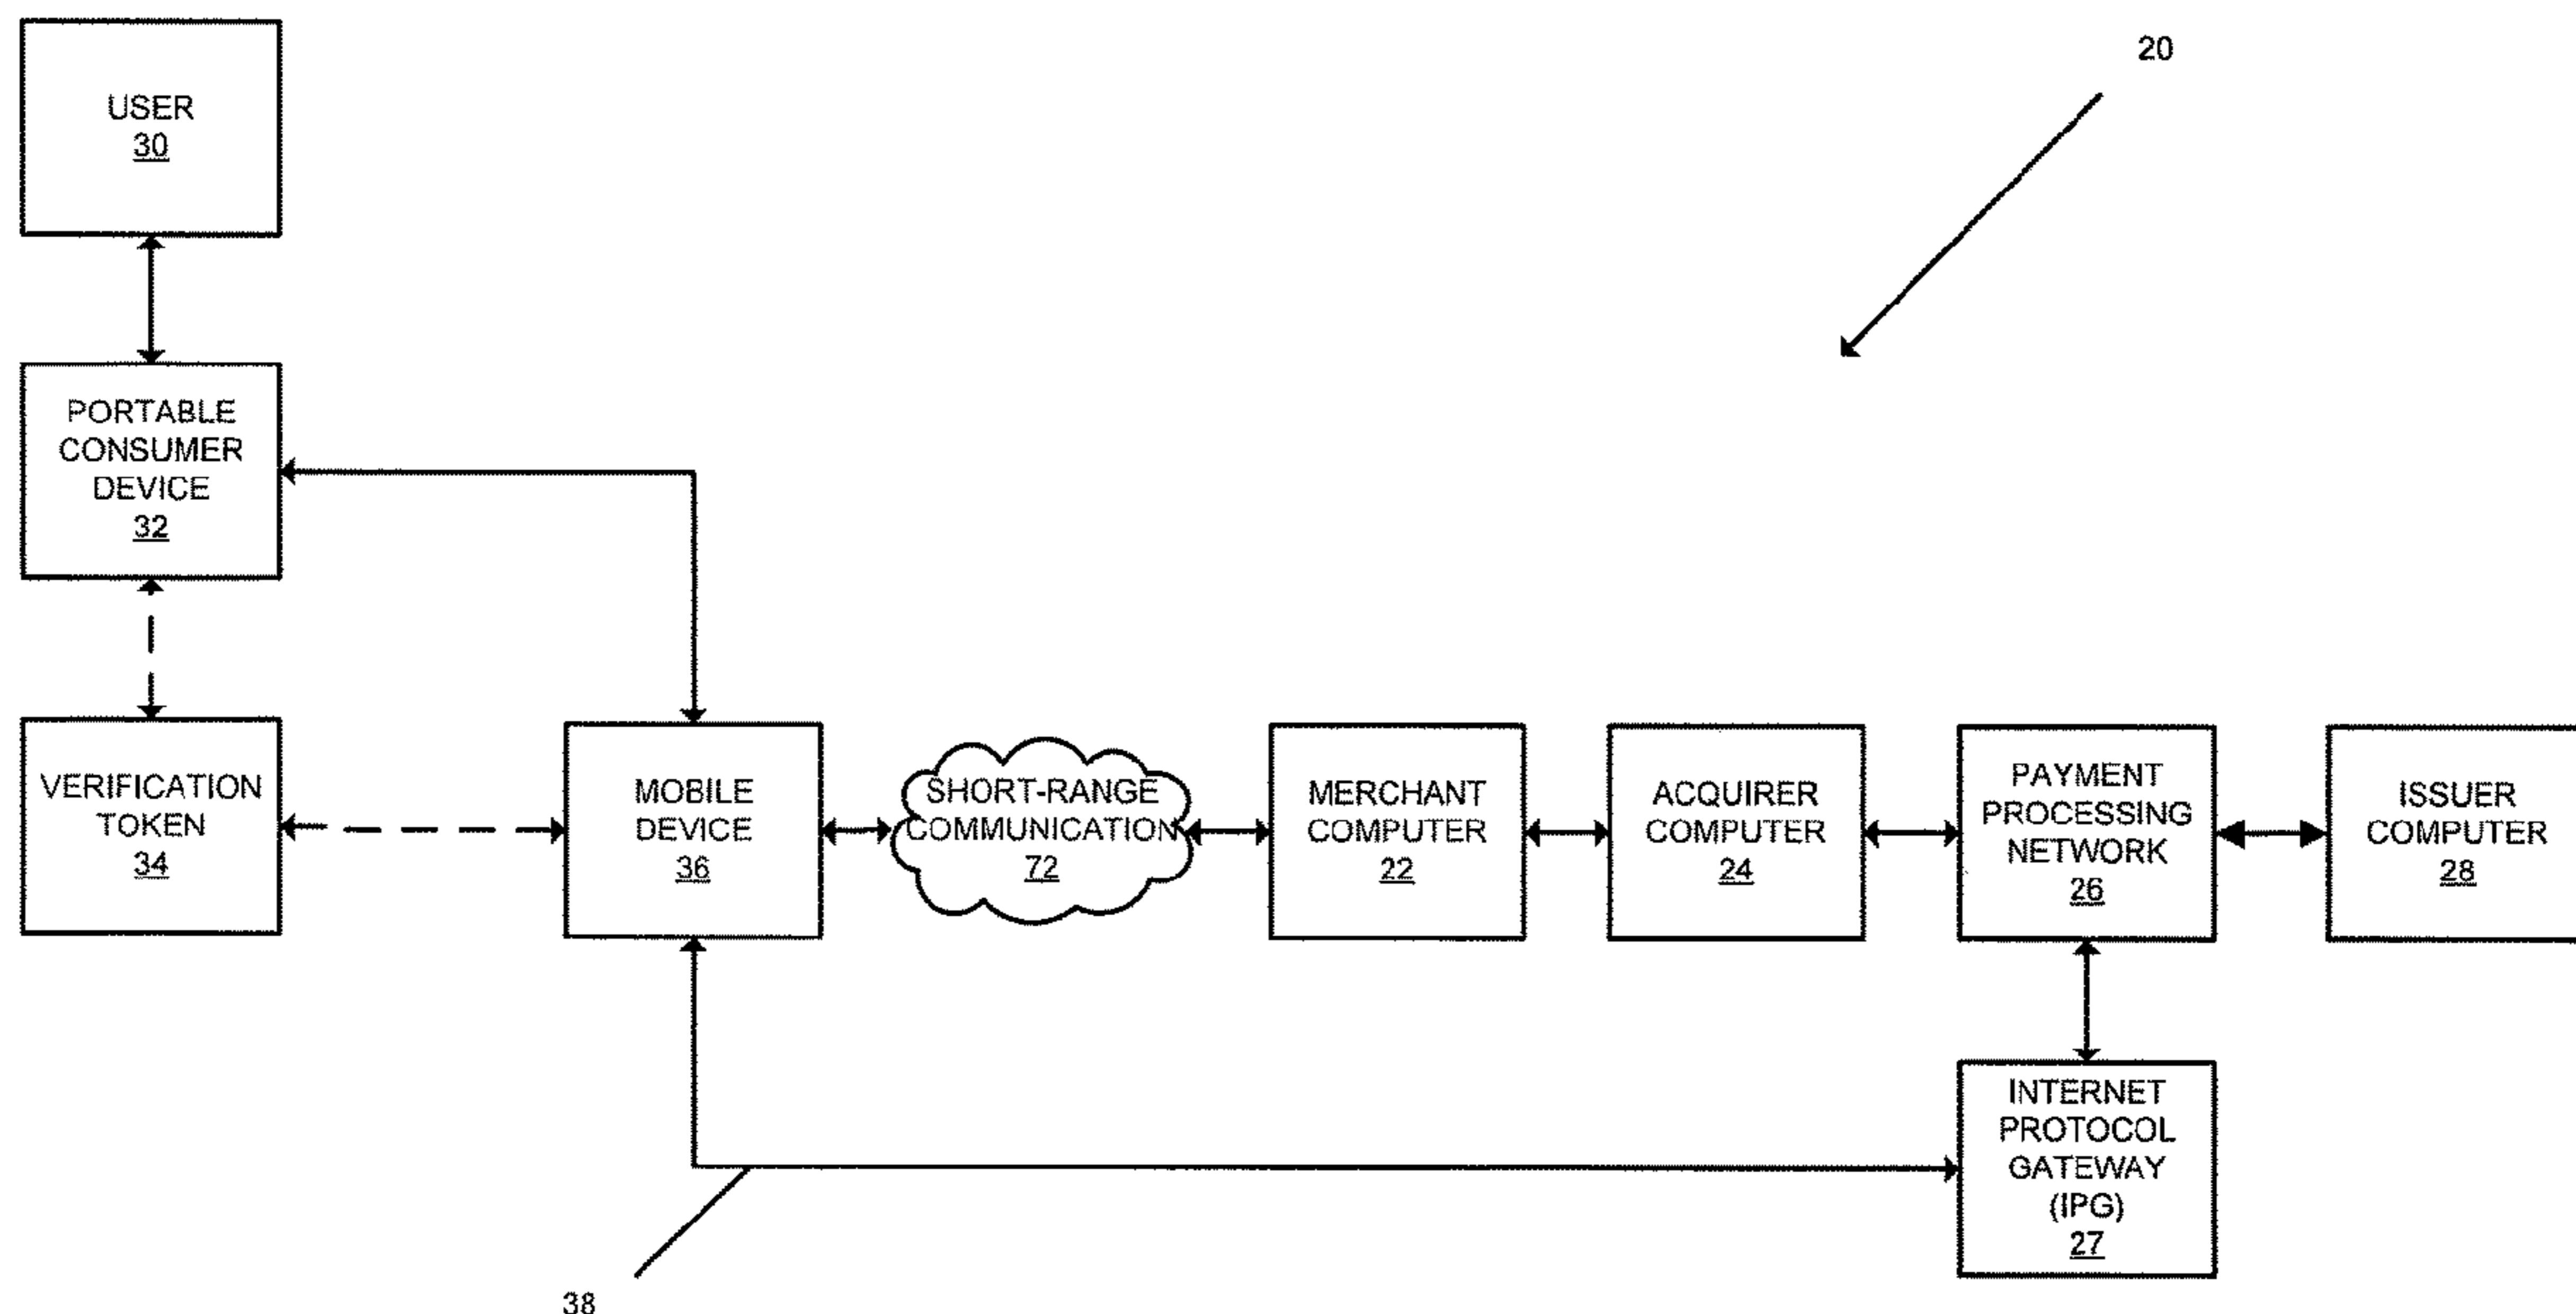 20
USER
30
PORTABLE
CONSUMER
DEVICE
32
VERIFICATION
TOKEN
34
MOBILE
DEVICE
36
SHORT-RANGE
COMMUNICATION
72
MERCHANT
COMPUTER
22
ACQUIRER
COMPUTER
24
PAYMENT
PROCESSING
NETWORK
26
ISSUER
COMPUTER
28
INTERNET
PROTOCOL
GATEWAY
(IPG)
27
38